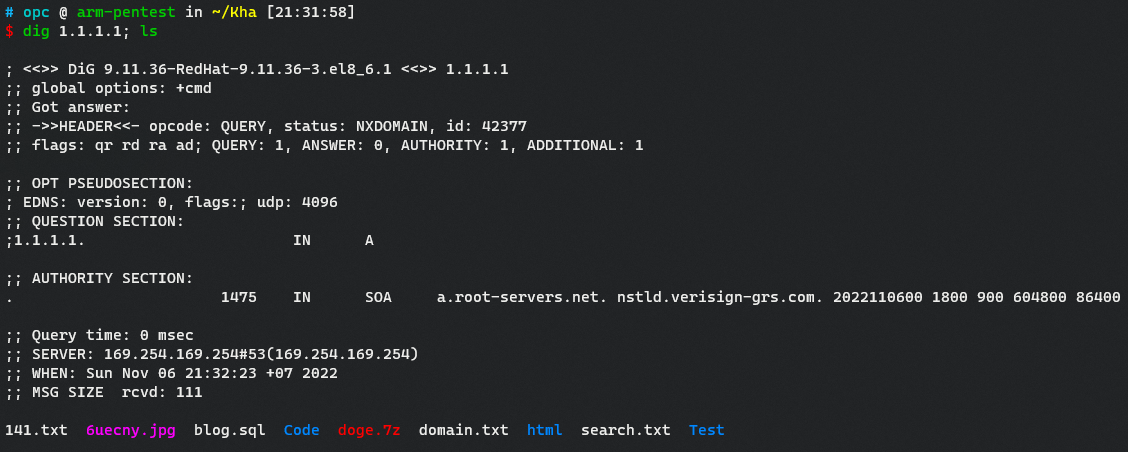 # opc @ arm-pentest in ~/Kha [21:31:58]
$ dig 1.1.1.1; ls
; <<>> DiG 9.11.36-RedHat-9.11.36-3.el8_6.1 <<>> 1.1.1.1
;; global options: +cmd
;; Got answer:
;; ->>HEADER<<- opcode: QUERY, status: NXDOMAIN, id: 42377
;; flags: qr rd ra ad; QUERY: 1, ANSWER: 0, AUTHORITY: 1, ADDITIONAL: 1
;; OPT PSEUDOSECTION:
; EDNS: version: 0, flags:; udp: 4096
;; QUESTION SECTION:
;1.1.1.1. IN A
;; AUTHORITY SECTION:
. 1475 IN SOA a.root-servers.net. nstld.verisign-grs.com. 2022110600 1800 900 604800 86400
;; Query time: 0 msec
;; SERVER: 169.254.169.254#53(169.254.169.254)
;; WHEN: Sun Nov 06 21:32:23 +07 2022
;; MSG SIZE rcvd: 111
141.txt 6uecny.jpg blog.sql Code doge.7z domain.txt html search.txt Test